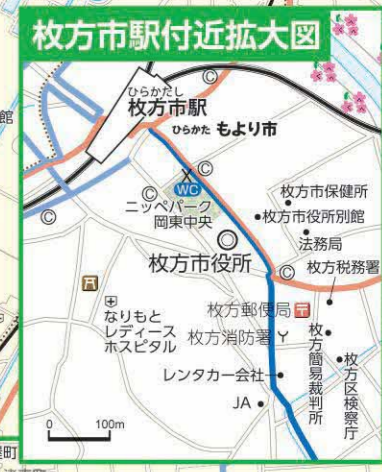 枚方市駅付近拡大図
ひらかたし
枚方市駅
ひらかた もより市
館
C
C
X
WC
C
C
ニッペパーク
岡東中央
枚方市保健所
枚方市役所別館
法務局
枚方市役所
C
枚方税務署
なりもと
レディース
ホスピタル
枚方郵便局
枚方消防署
レンタカー会社
JA
枚方簡易裁判所
枚方区検察庁
0 100m
町